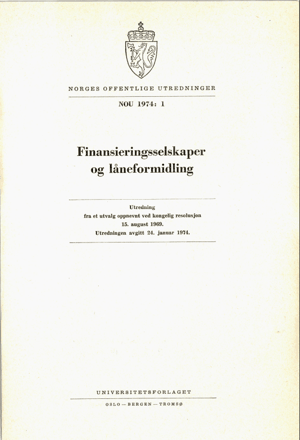 NORGES OFFENTLIGE UTREDNINGER
NOU 1974: 1
Finansieringsselskaper
og låneformidling
Utredning
fra et utvalg oppnevnt ved kongelig resolusjon
15. august 1969.
Utredningen avgitt 24. januar 1974.
UNIVERSITETSFORLAGET
OSLO — BERGEN — TROMSØ